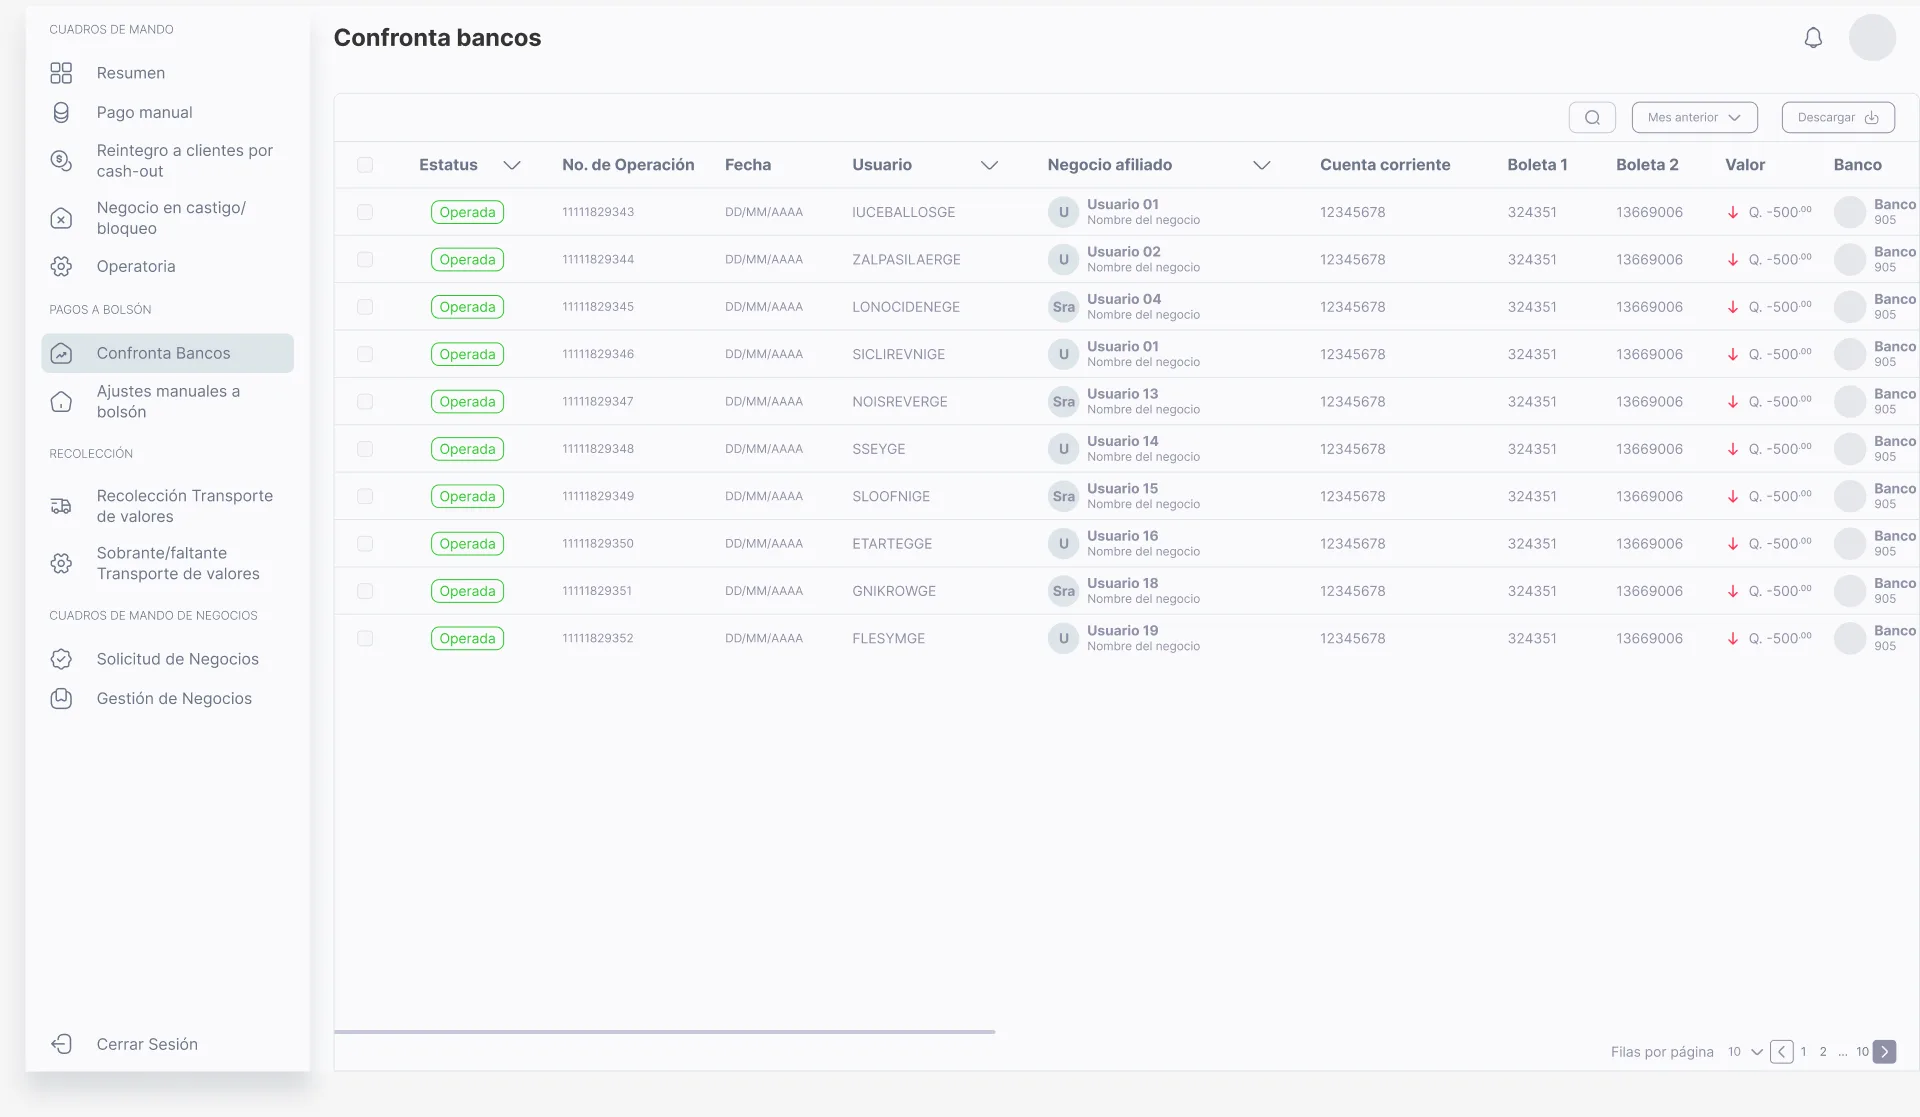 CUADROS DE MANDO
Resumen
Pago manual
Reintegro a clientes por
cash-out
Negocio en castigo/
bloqueo
Operatoria
PAGOS A BOLSÓN
Confronta Bancos
Ajustes manuales a
bolsón
RECOLECCIÓN
Recolección Transporte
de valores
Sobrante/faltante
Transporte de valores
CUADROS DE MANDO DE NEGOCIOS
Solicitud de Negocios
Gestión de Negocios
Cerrar Sesión
Confronta bancos
Mes anterior
Descargar
Estatus No. de Operación Fecha Usuario Negocio afiliado Cuenta corriente Boleta 1 Boleta 2 Valor Banco
Operada 11111829343 DD/MM/AAAA IUCEBALLOSGE U Usuario 01 12345678 324351 13669006 Q. -500.00 Banco
Nombre del negocio 905
Operada 11111829344 DD/MM/AAAA ZALPASILAERGE U Usuario 02 12345678 324351 13669006 Q. -500.00 Banco
Nombre del negocio 905
Operada 11111829345 DD/MM/AAAA LONOCIDENEGE Sra Usuario 04 12345678 324351 13669006 Q. -500.00 Banco
Nombre del negocio 905
Operada 11111829346 DD/MM/AAAA SICLIREVNIGE U Usuario 01 12345678 324351 13669006 Q. -500.00 Banco
Nombre del negocio 905
Operada 11111829347 DD/MM/AAAA NOISREVERGE Sra Usuario 13 12345678 324351 13669006 Q. -500.00 Banco
Nombre del negocio 905
Operada 11111829348 DD/MM/AAAA SSEYGE U Usuario 14 12345678 324351 13669006 Q. -500.00 Banco
Nombre del negocio 905
Operada 11111829349 DD/MM/AAAA SLOOFNIGE Sra Usuario 15 12345678 324351 13669006 Q. -500.00 Banco
Nombre del negocio 905
Operada 11111829350 DD/MM/AAAA ETARTEGGE U Usuario 16 12345678 324351 13669006 Q. -500.00 Banco
Nombre del negocio 905
Operada 11111829351 DD/MM/AAAA GNIKROWGE Sra Usuario 18 12345678 324351 13669006 Q. -500.00 Banco
Nombre del negocio 905
Operada 11111829352 DD/MM/AAAA FLESYMGE U Usuario 19 12345678 324351 13669006 Q. -500.00 Banco
Nombre del negocio 905
Filas por página 10 1 2 ... 10